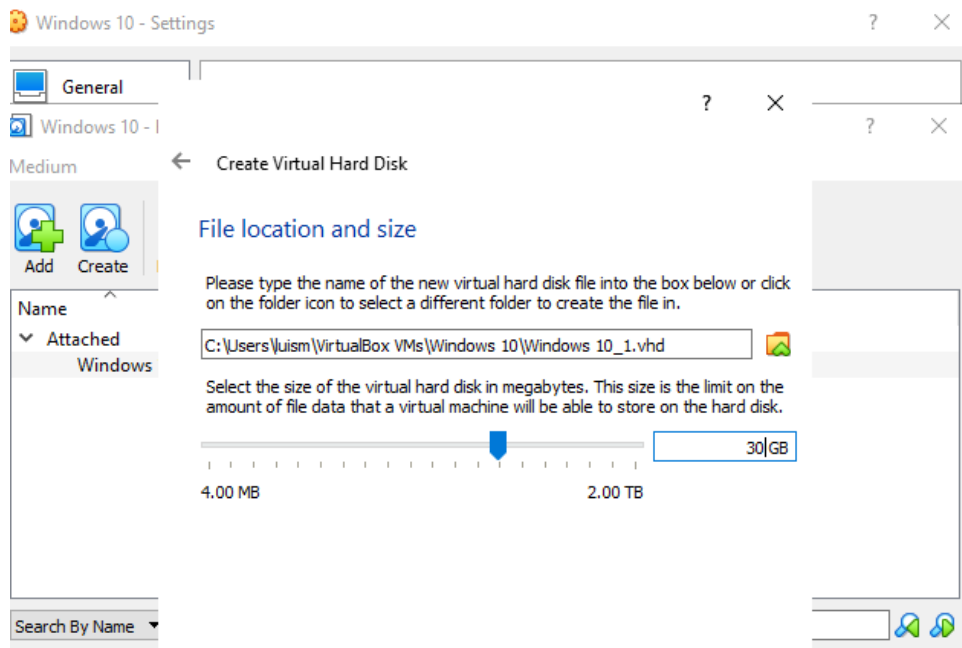 Windows 10 - Settings ? ×
General
? ×
Windows 10 - ? ×
Medium
← Create Virtual Hard Disk
File location and size
Add Create
Please type the name of the new virtual hard disk file into the box below or click
on the folder icon to select a different folder to create the file in.
Name
C:\Users\luism\VirtualBox VMs\Windows 10\Windows 10_1.vhd
Attached
Windows
Select the size of the virtual hard disk in megabytes. This size is the limit on the
amount of file data that a virtual machine will be able to store on the hard disk.
30 GB
4.00 MB 2.00 TB
Search By Name